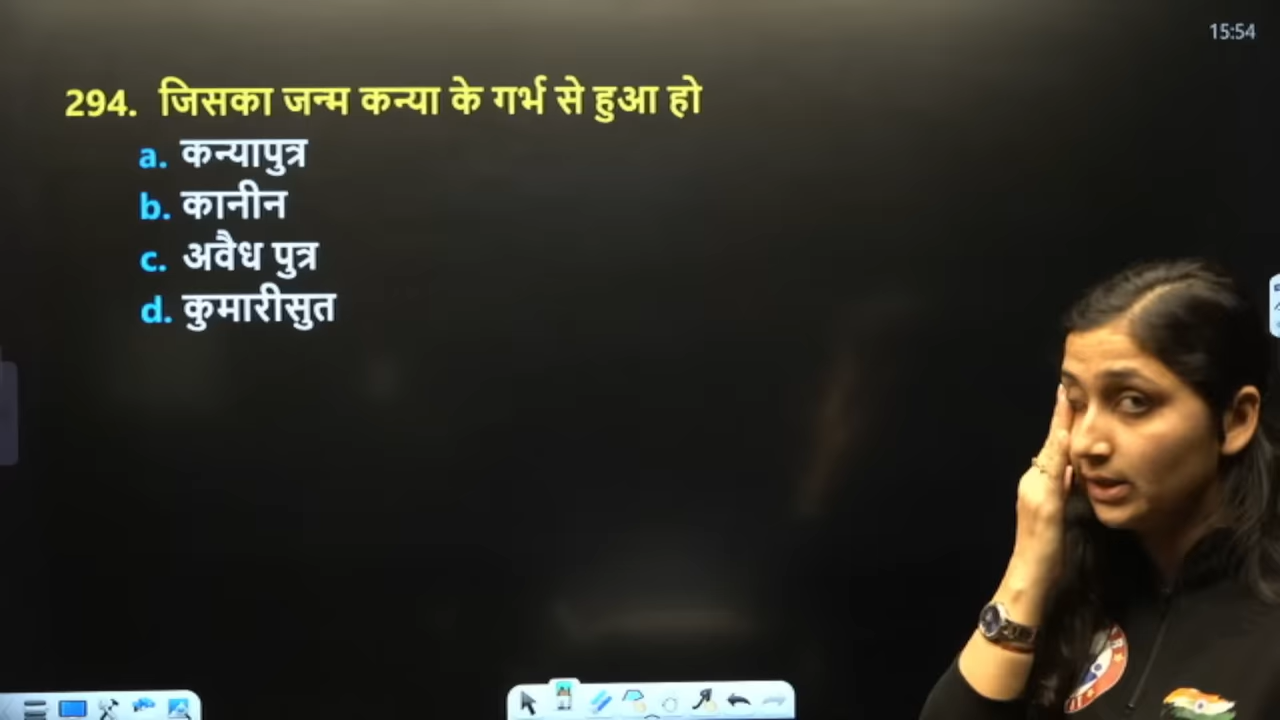 15:54
294. जिसका जन्म कन्या के गर्भ से हुआ हो
a. कन्यापुत्र
b. कानीन
c. अवैध पुत्र
d. कुमारीसुत